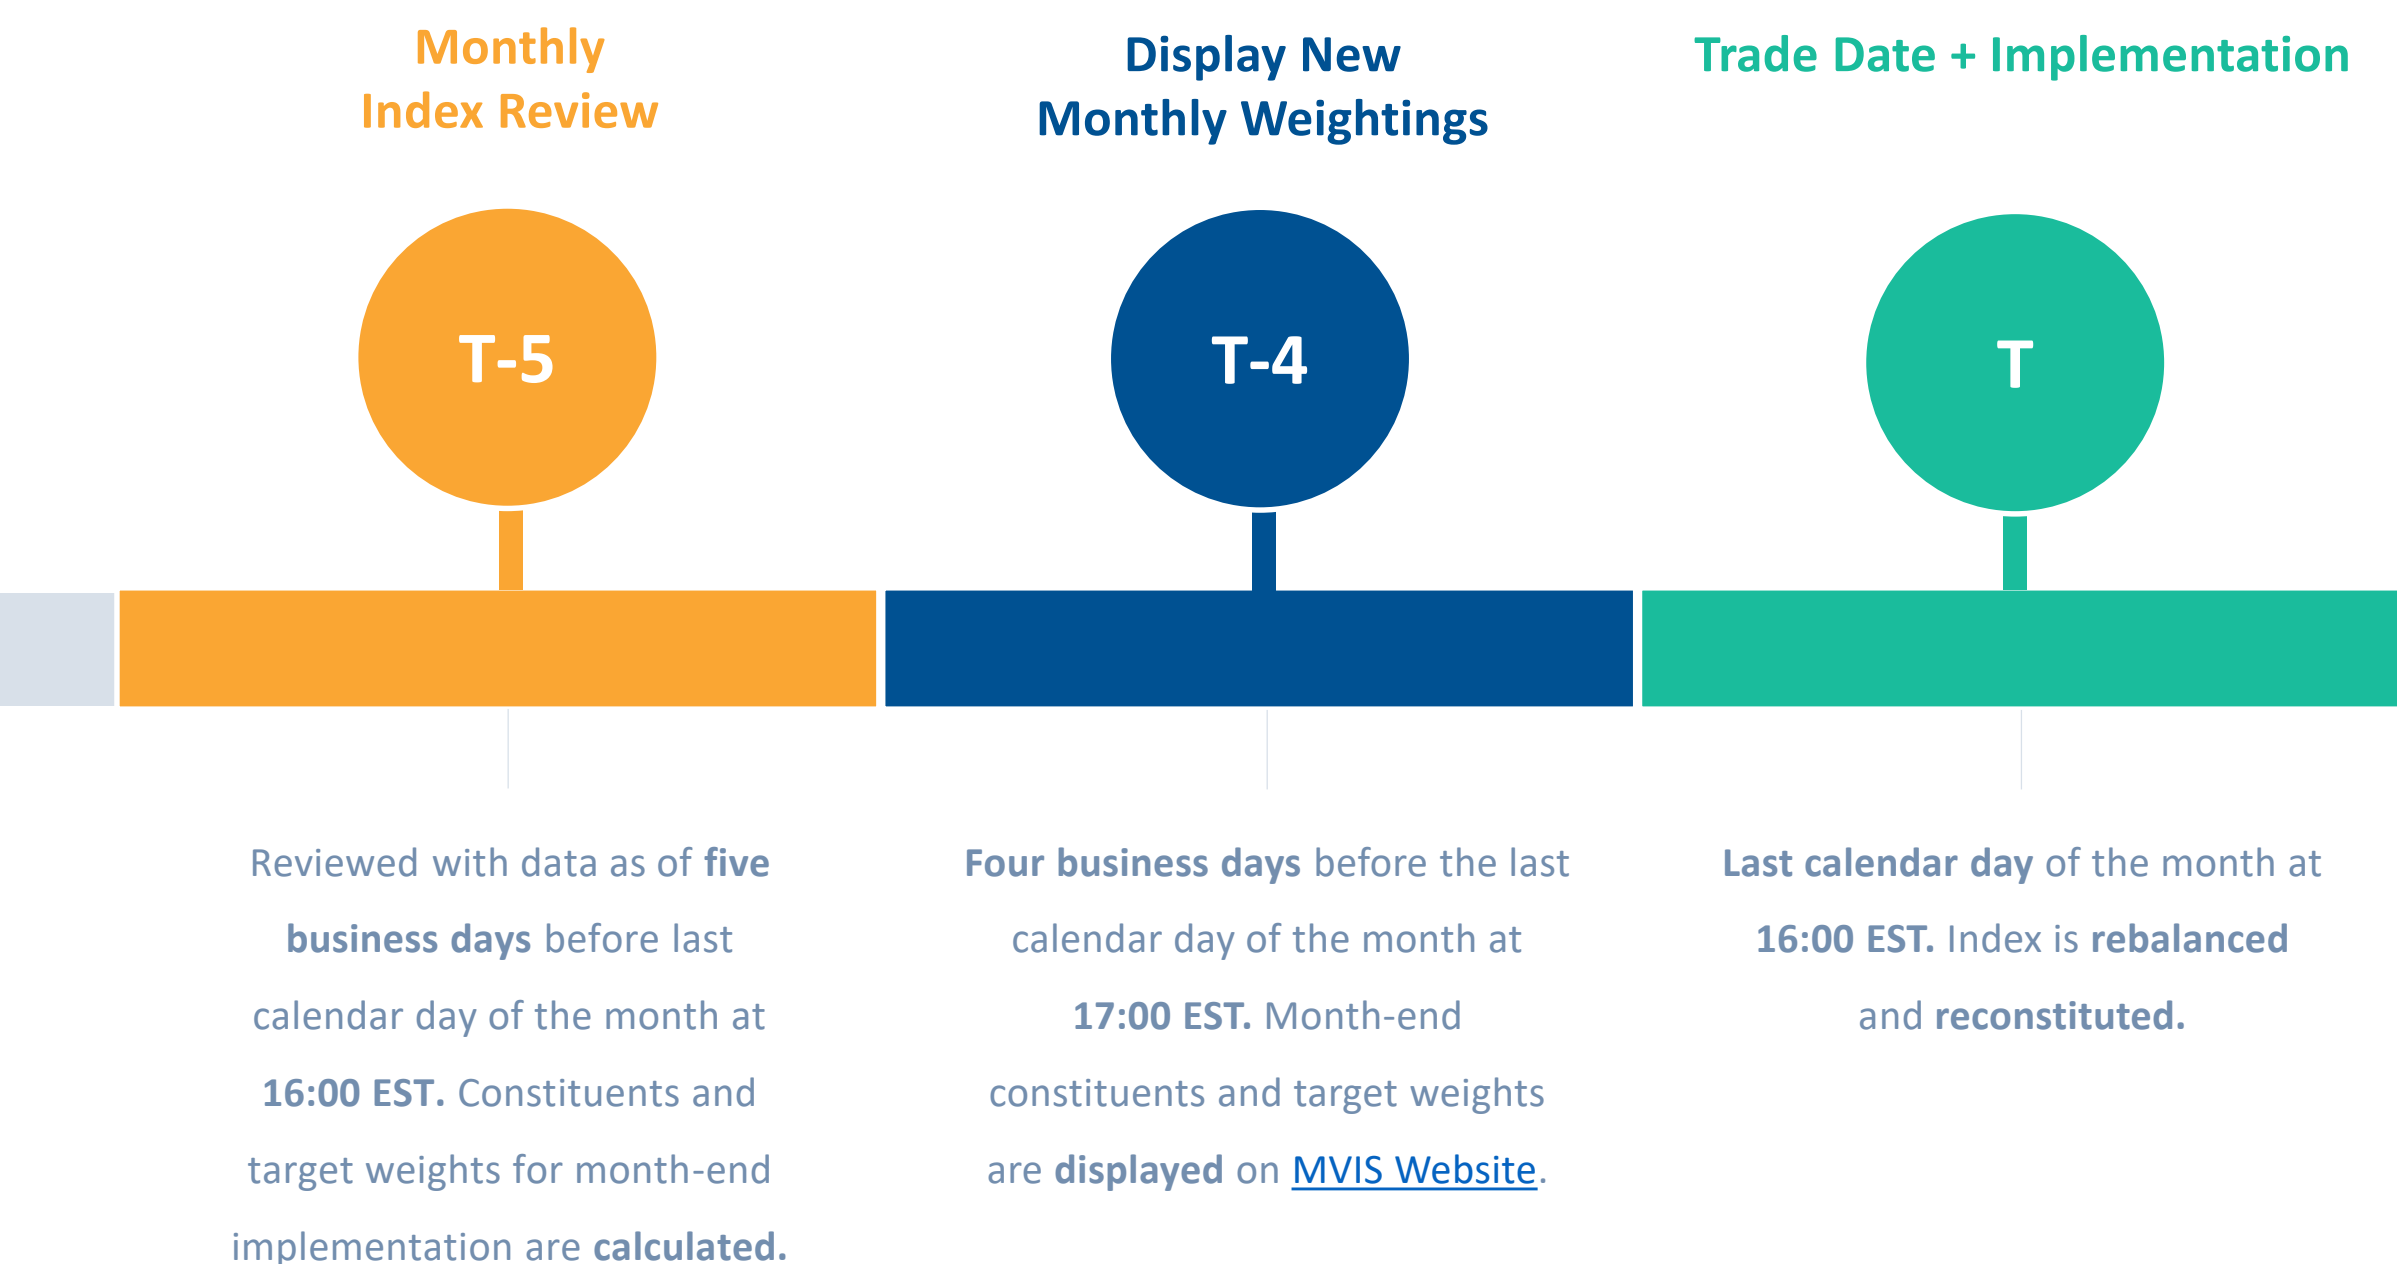 Monthly
Index Review
T-5
Reviewed with data as of five
business days before last
calendar day of the month at
16:00 EST. Constituents and
target weights for month-end
implementation are calculated.
Display New
Monthly Weightings
T-4
Four business days before the last
calendar day of the month at
17:00 EST. Month-end
constituents and target weights
are displayed on MVIS Website.
Trade Date + Implementation
T
Last calendar day of the month at
16:00 EST. Index is rebalanced
and reconstituted.